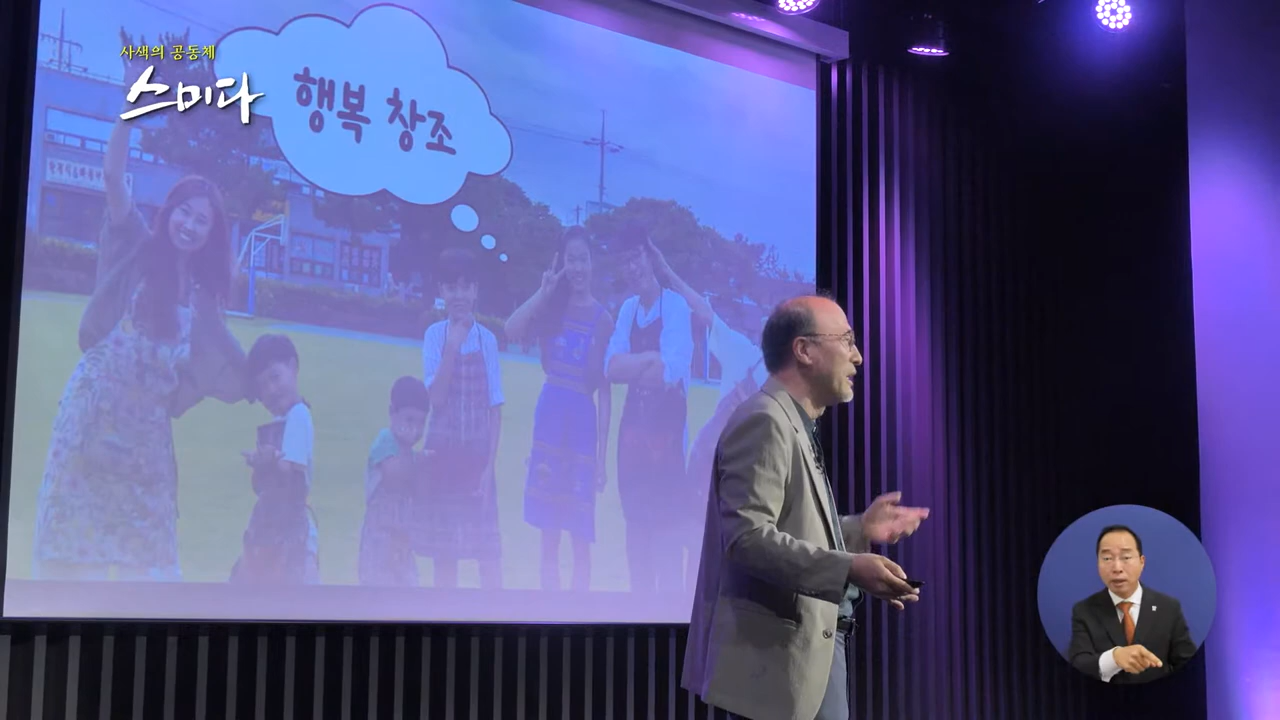 사색의 공동체
스미다
행복 창조